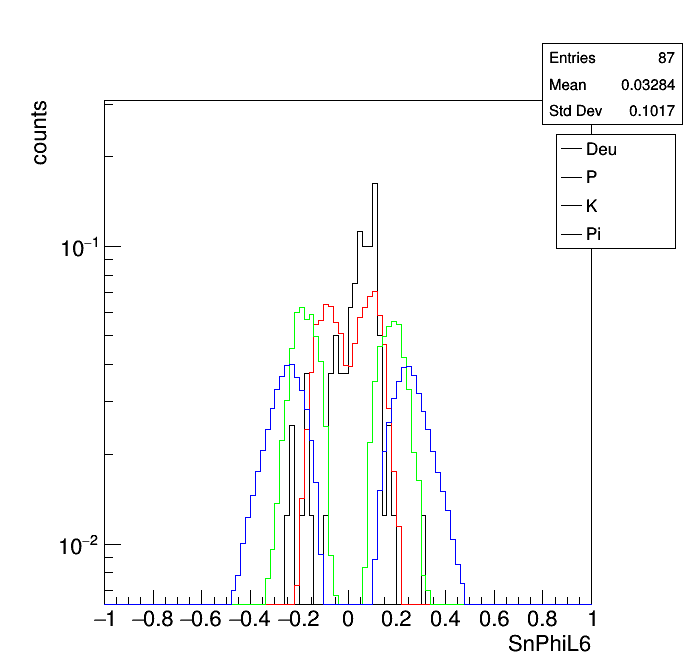 Entries 87
Mean 0.03284
Std Dev 0.1017
counts
Deu
P
K
Pi
10−1
10−2
−1 −0.8 −0.6 −0.4 −0.2 0 0.2 0.4 0.6 0.8 1
SnPhiL6